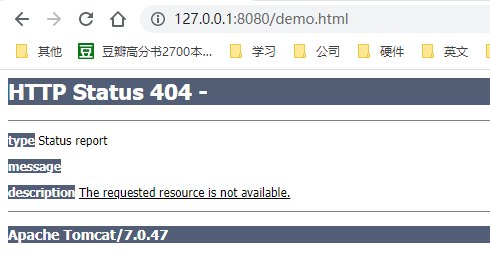 127.0.0.1:8080/demo.html
其他 豆 豆瓣高分书2700本... 学习 公司 硬件 英文
HTTP Status 404 -
type Status report
message
description The requested resource is not available.
Apache Tomcat/7.0.47